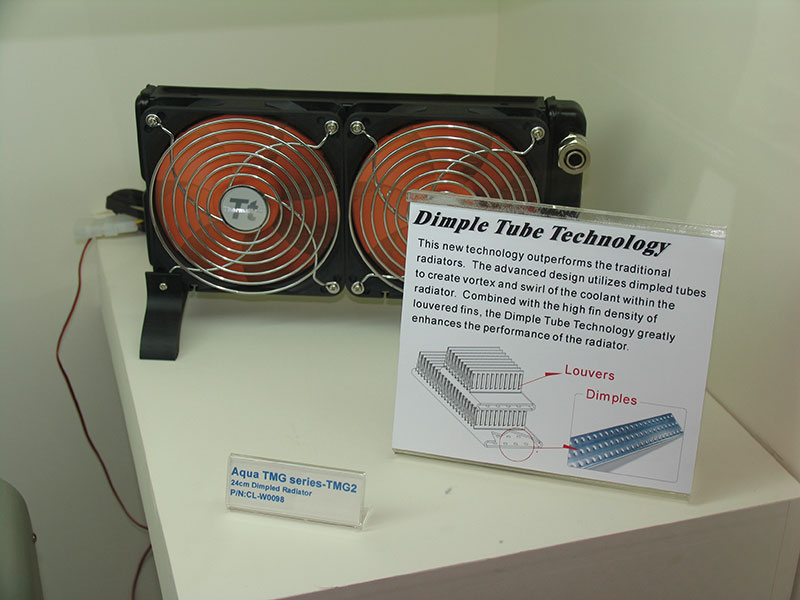 Tt
Thermaltake
Dimple Tube Technology
This new technology outperforms the traditional
radiators. The advanced design utilizes dimpled tubes
to create vortex and swirl of the coolant within the
radiator. Combined with the high fin density of
louvered fins, the Dimple Tube Technology greatly
enhances the performance of the radiator.
Louvers
Dimples
Aqua TMG series-TMG2
24cm Dimpled Radiator
P/N:CL-W0098